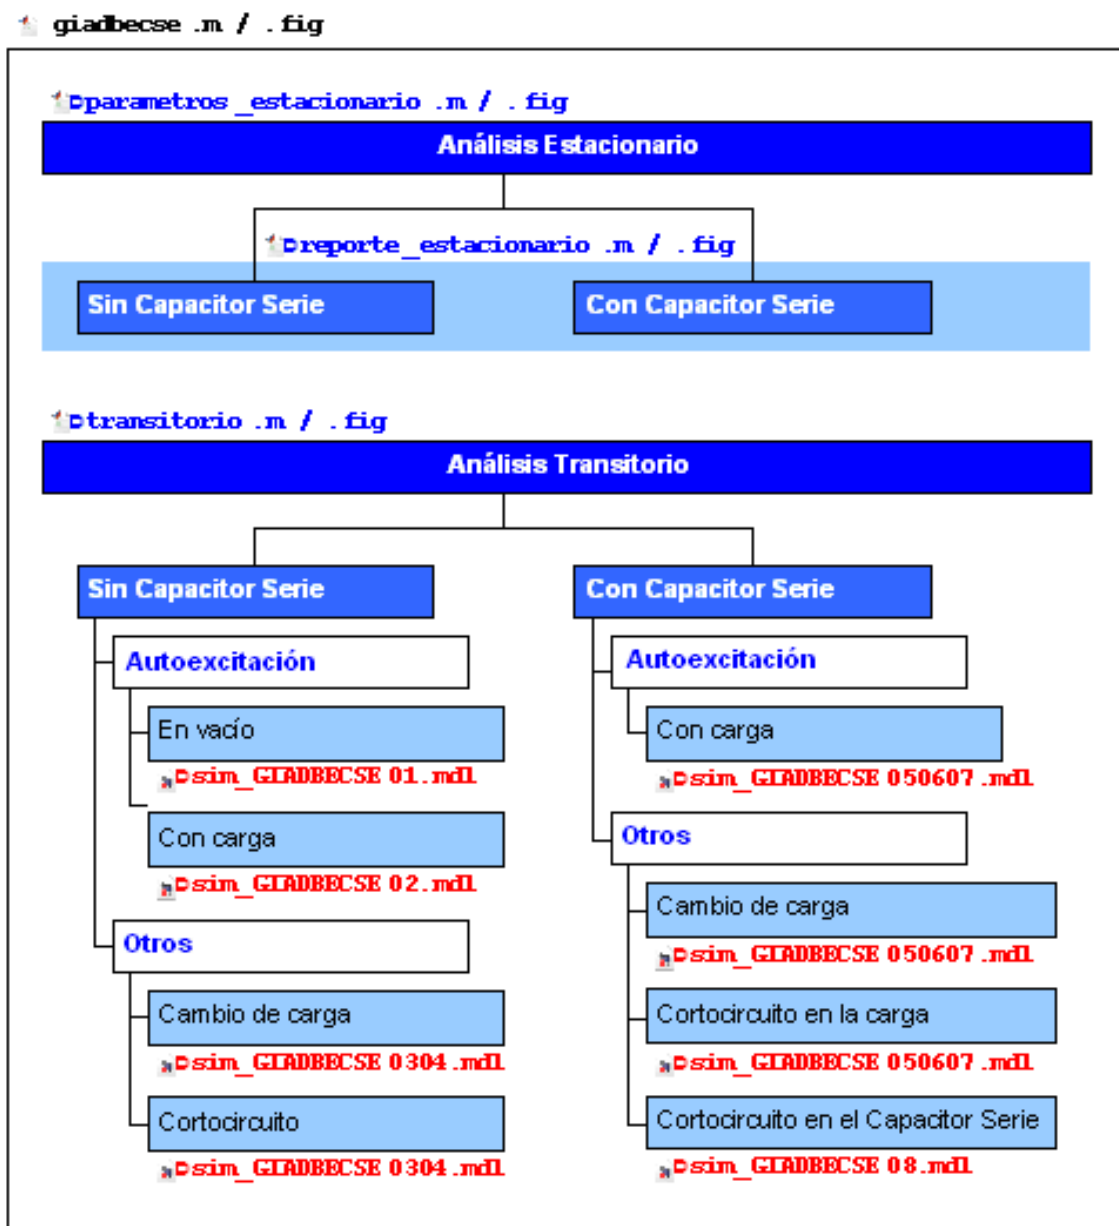 giadbecse .m / .fig
parametros_estacionario .m / .fig
Análisis Estacionario
reporte_estacionario .m / .fig
Sin Capacitor Serie
Con Capacitor Serie
transitorio .m / .fig
Análisis Transitorio
Sin Capacitor Serie
Autoexcitación
En vacío
sim_GIADBECSE 01.mdl
Con carga
sim_GIADBECSE 02.mdl
Otros
Cambio de carga
sim_GIADBECSE 0304.mdl
Cortocircuito
sim_GIADBECSE 0304.mdl
Con Capacitor Serie
Autoexcitación
Con carga
sim_GIADBECSE 050607.mdl
Otros
Cambio de carga
sim_GIADBECSE 050607.mdl
Cortocircuito en la carga
sim_GIADBECSE 050607.mdl
Cortocircuito en el Capacitor Serie
sim_GIADBECSE 08.mdl